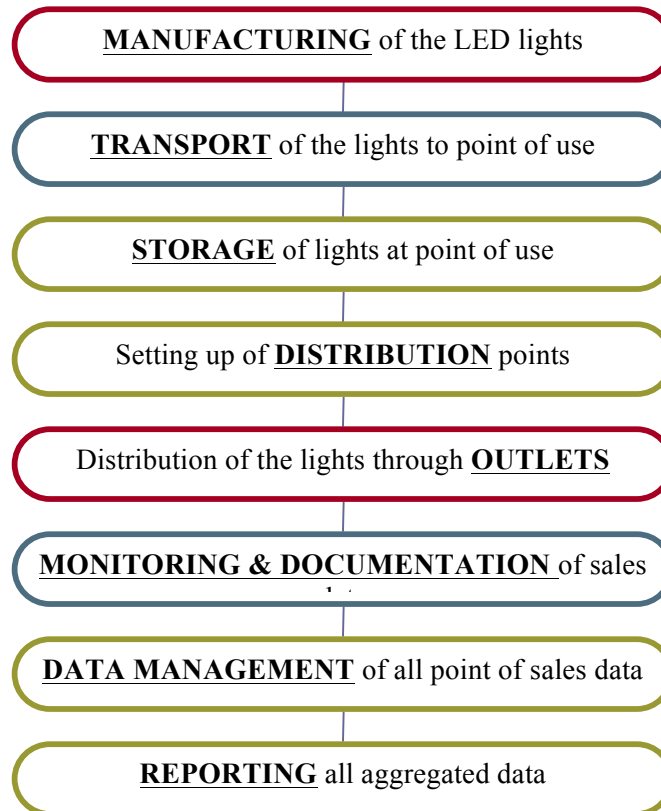 MANUFACTURING of the LED lights
TRANSPORT of the lights to point of use
STORAGE of lights at point of use
Setting up of DISTRIBUTION points
Distribution of the lights through OUTLETS
MONITORING & DOCUMENTATION of sales
DATA MANAGEMENT of all point of sales data
REPORTING all aggregated data